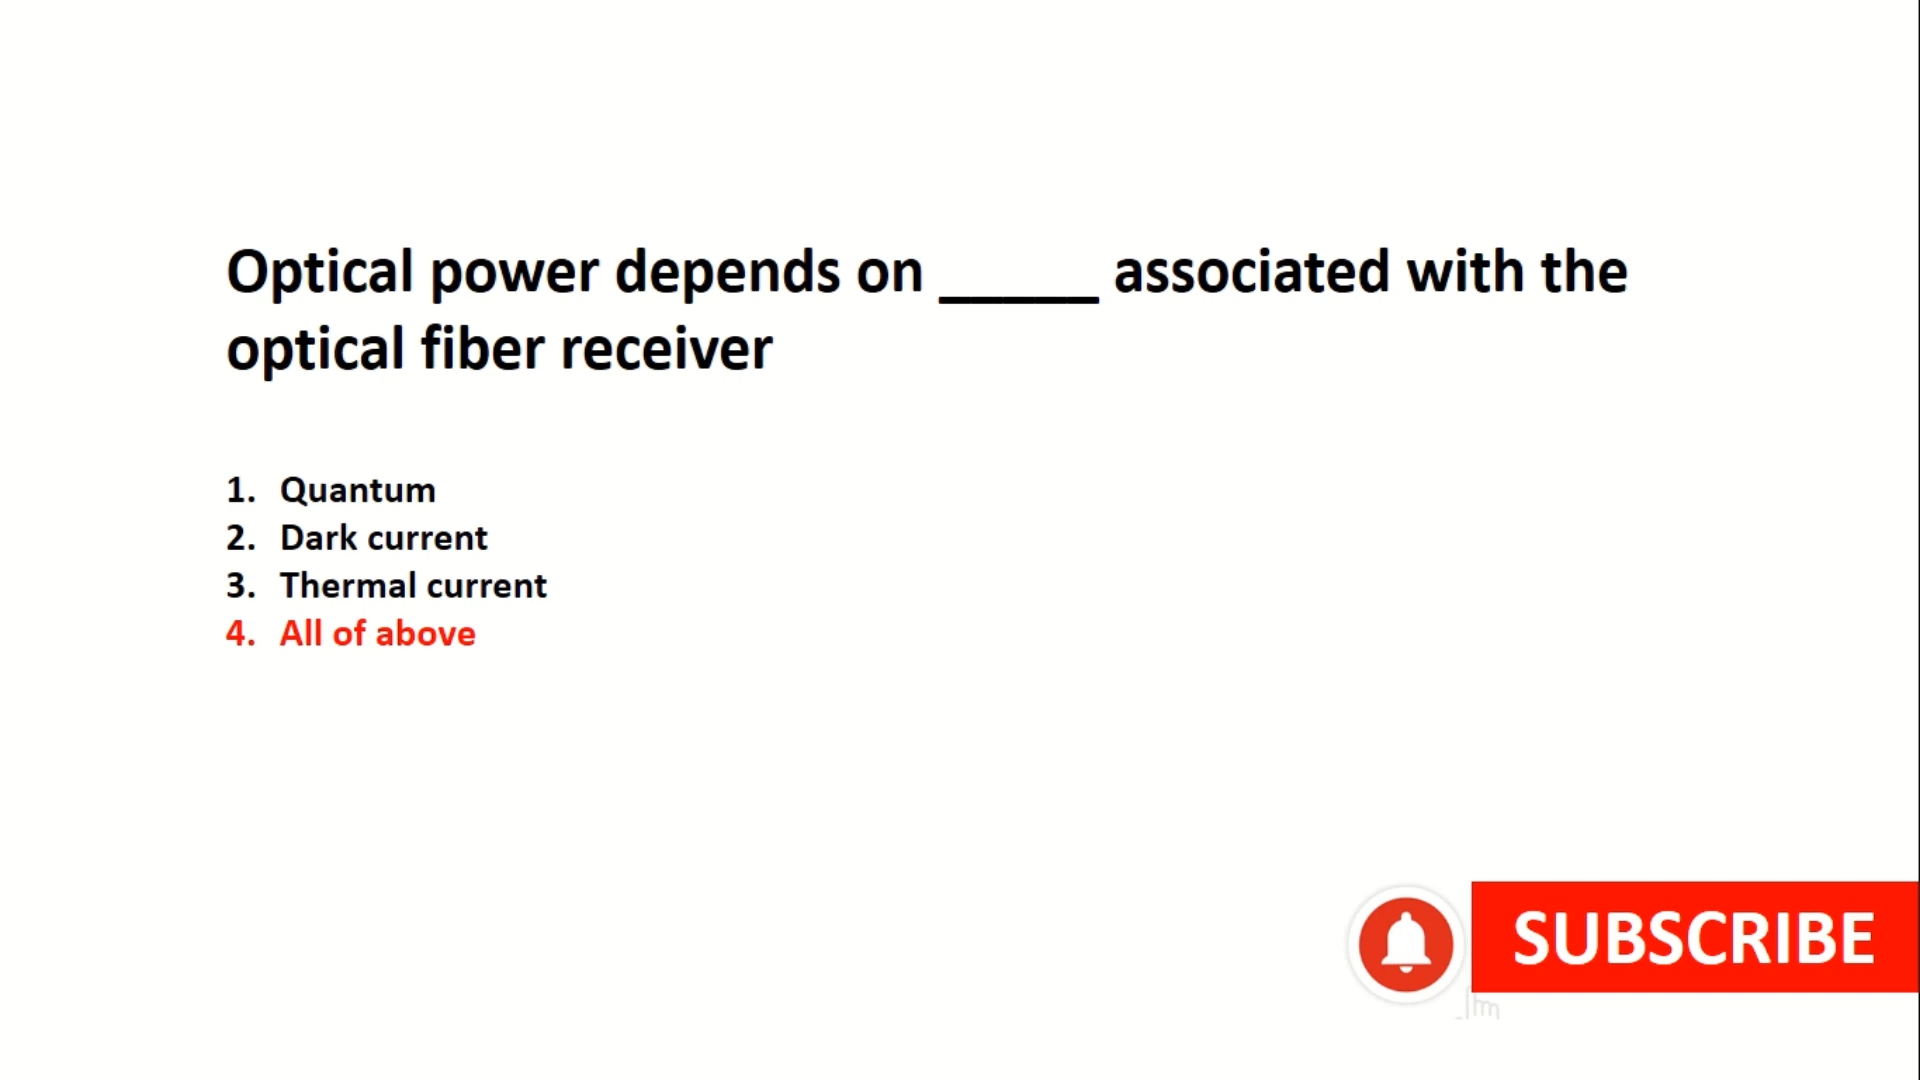 Optical power depends on _____ associated with the
optical fiber receiver
1. Quantum
2. Dark current
3. Thermal current
4. All of above
SUBSCRIBE